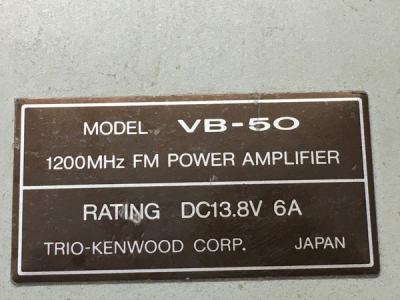 MODEL VB-50
1200MHz FM POWER AMPLIFIER
RATING DC13.8V 6A
TRIO-KENWOOD CORP. JAPAN